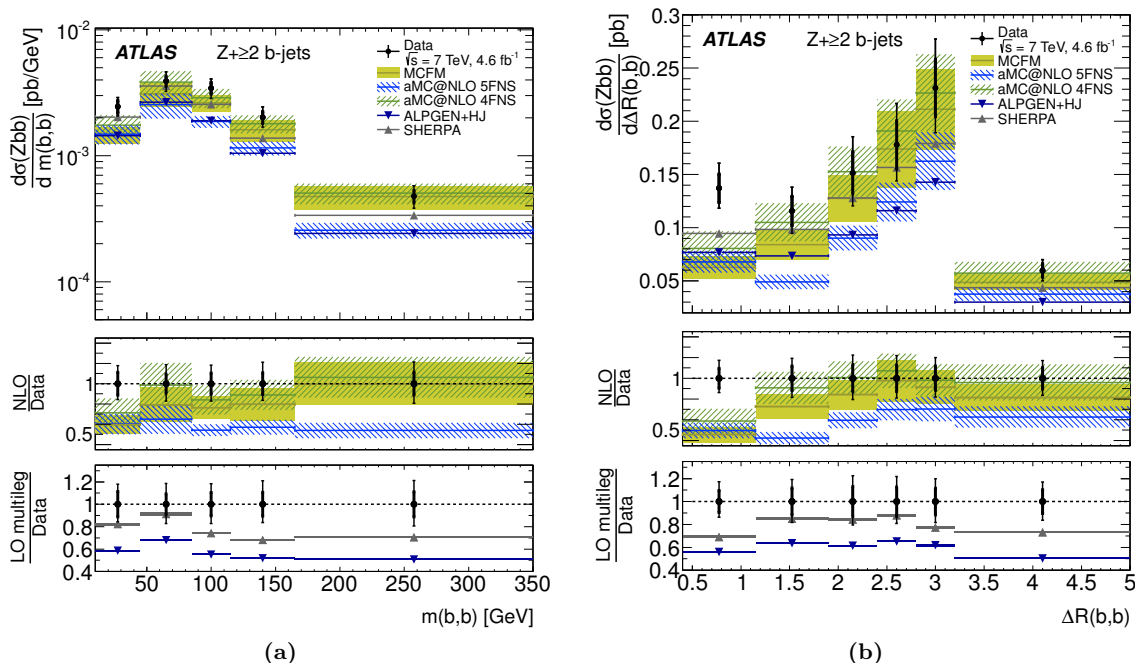 ATLAS Z+≥2 b-jets
Data
√s = 7 TeV, 4.6 fb⁻¹
MCFM
aMC@NLO 5FNS
aMC@NLO 4FNS
ALPGEN+HJ
SHERPA
dσ(Zbb)
d m(b,b)
[pb/GeV]
10⁻²
10⁻³
10⁻⁴
NLO
Data
1
0.5
LO multileg
Data
1.2
1
0.8
0.6
0.4
50 100 150 200 250 300 350
m(b,b) [GeV]
(a)
ATLAS Z+≥2 b-jets
Data
√s = 7 TeV, 4.6 fb⁻¹
MCFM
aMC@NLO 5FNS
aMC@NLO 4FNS
ALPGEN+HJ
SHERPA
dσ(Zbb)
dΔR(b,b)
[pb]
0.3
0.25
0.2
0.15
0.1
0.05
NLO
Data
1
0.5
LO multileg
Data
1.2
1
0.8
0.6
0.4
0.5 1 1.5 2 2.5 3 3.5 4 4.5 5
ΔR(b,b)
(b)